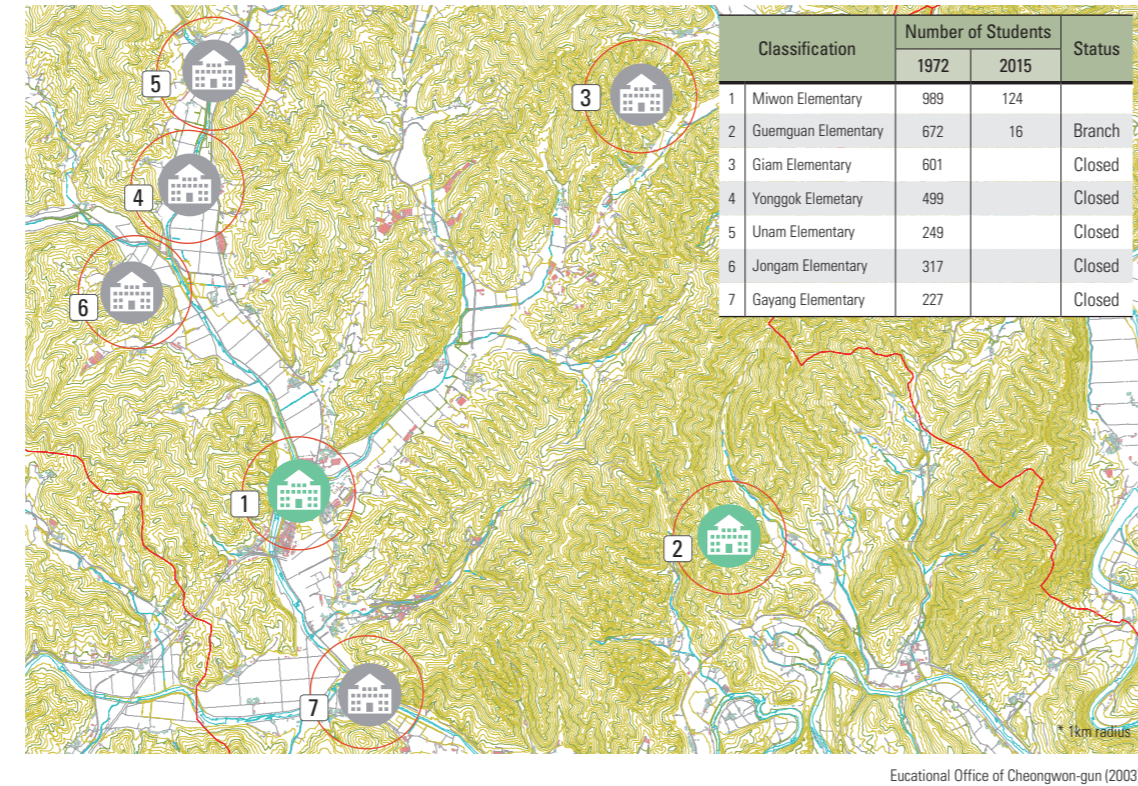 Classification Number of Students Status
1972 2015
1 Miwon Elementary 989 124
2 Guemguan Elementary 672 16 Branch
3 Giam Elementary 601 Closed
4 Yonggok Elemetary 499 Closed
5 Unam Elementary 249 Closed
6 Jongam Elementary 317 Closed
7 Gayang Elementary 227 Closed
5
3
4
6
1
2
7
* 1km radius
Eucational Office of Cheongwon-gun (2003